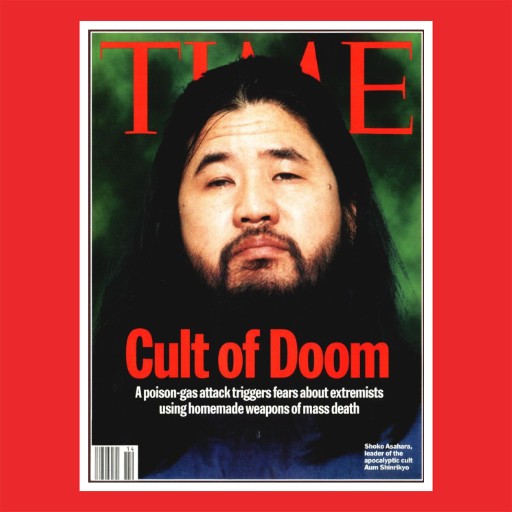 TIME
Cult of Doom
A poison-gas attack triggers fears about extremists
using homemade weapons of mass death
Shoko Asahara,
leader of the
apocalyptic cult
Aum Shinrikyo
14